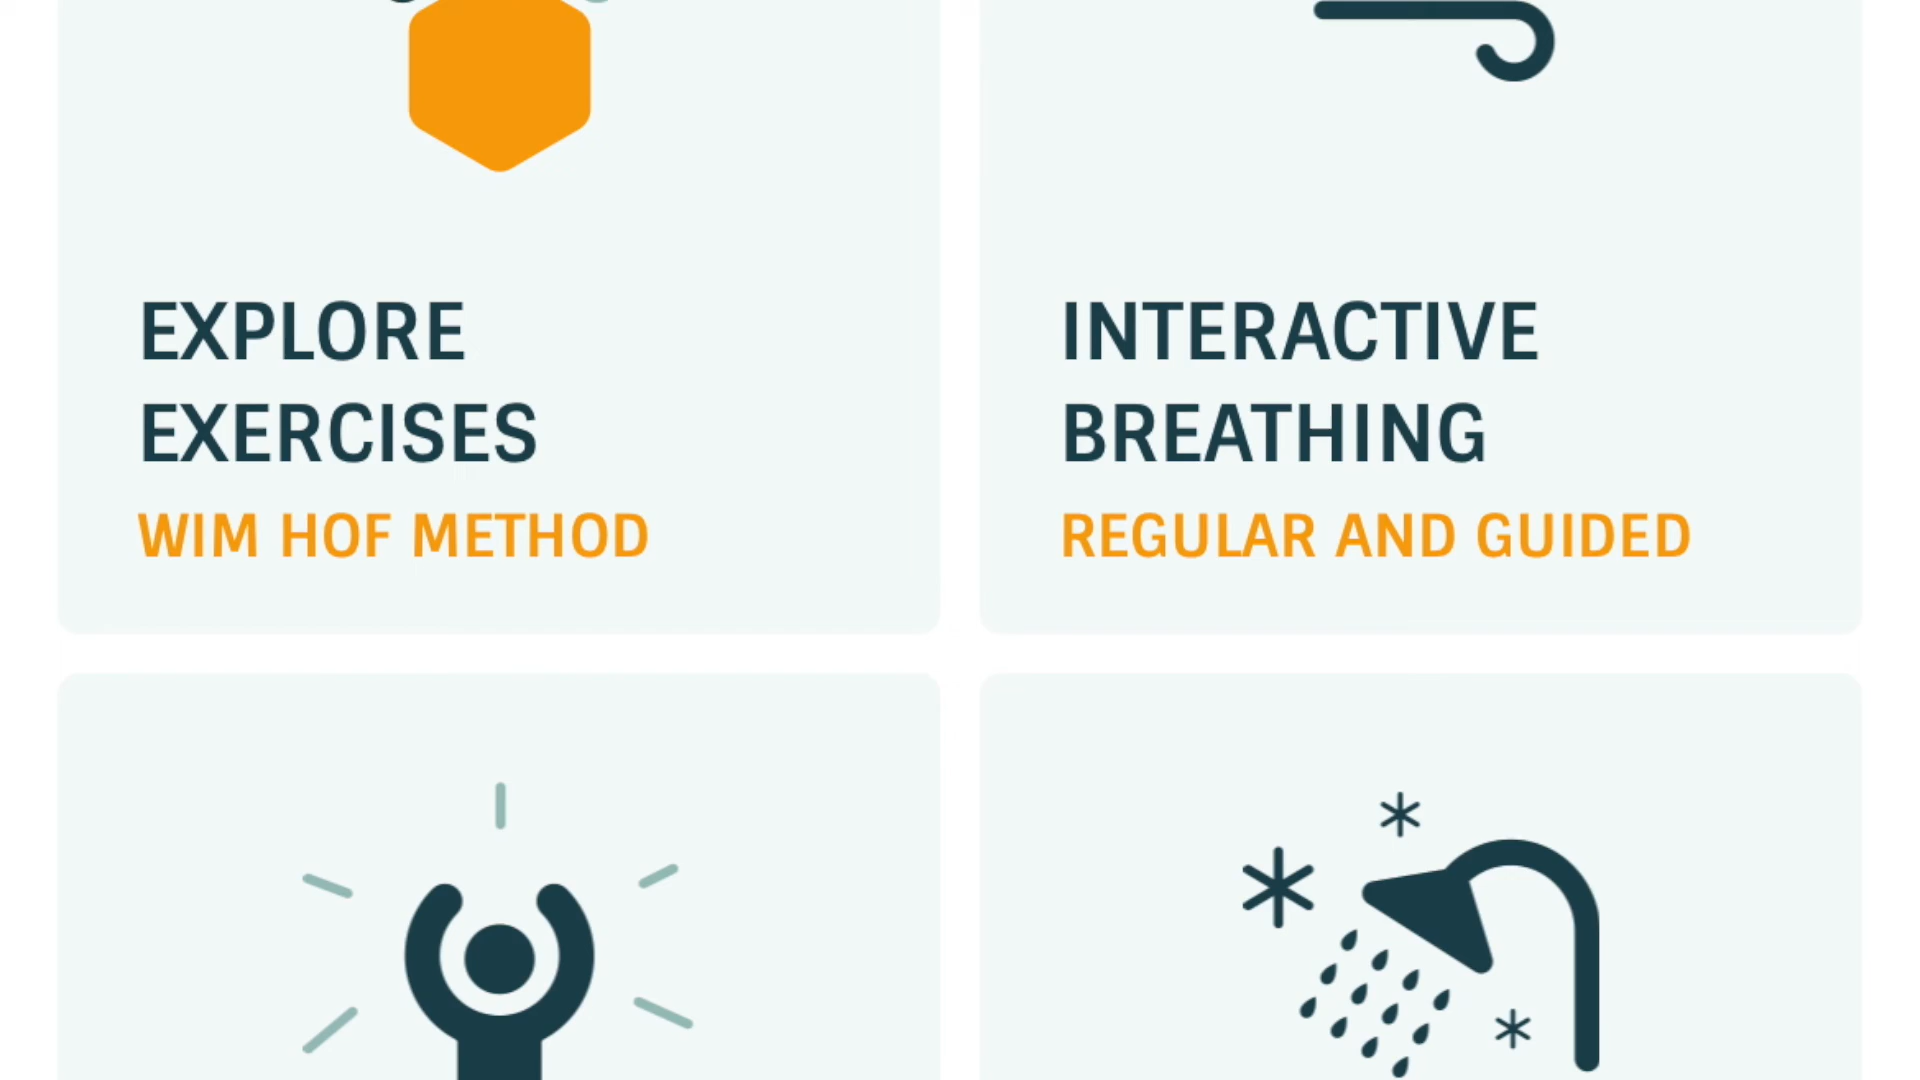 EXPLORE
EXERCISES
WIM HOF METHOD
INTERACTIVE
BREATHING
REGULAR AND GUIDED